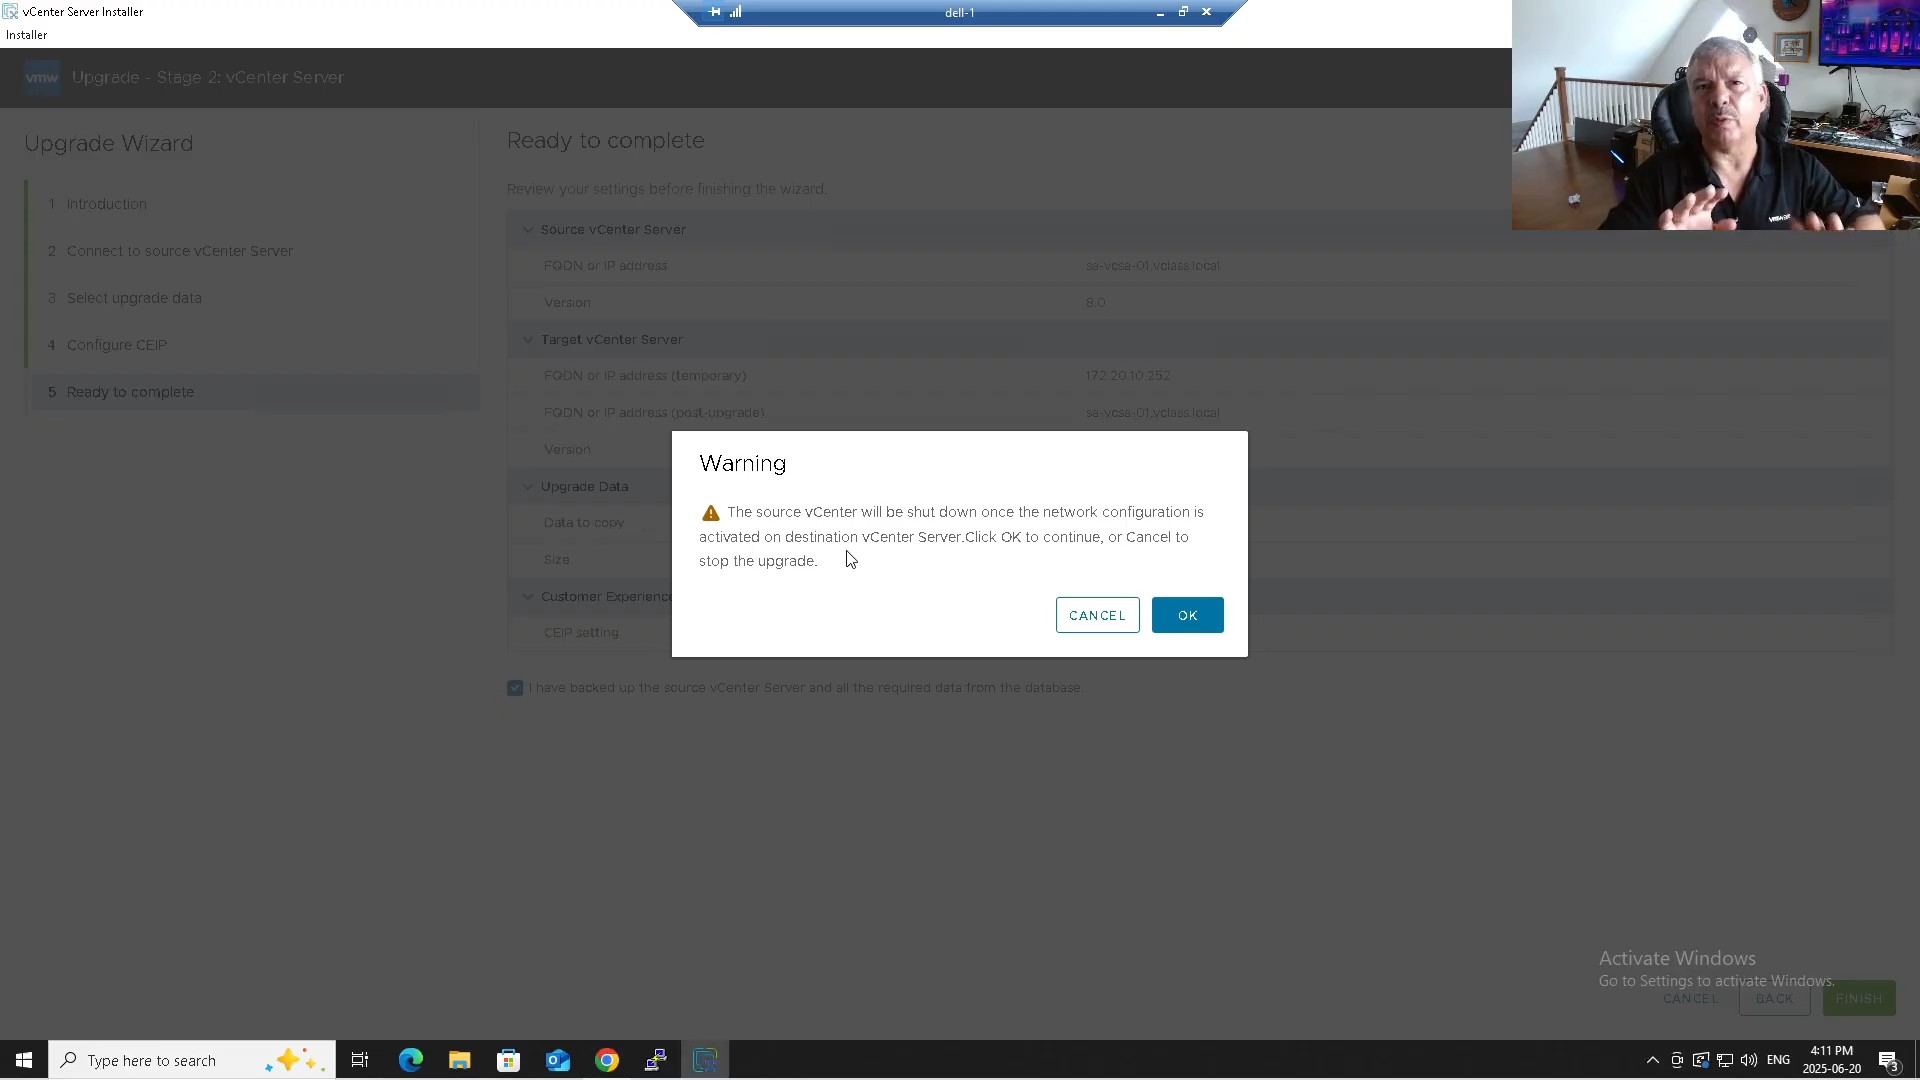 vCenter Server Installer
dell-1
Installer
vmw
Upgrade - Stage 2: vCenter Server
Upgrade Wizard
1 Introduction
2 Connect to source vCenter Server
3 Select upgrade data
4 Configure CEIP
5 Ready to complete
Ready to complete
Review your settings before finishing the wizard.
Source vCenter Server
FQDN or IP address sa-vcsa-01.vclass.local
Version 8.0
Target vCenter Server
FQDN or IP address (temporary) 172.20.10.252
FQDN or IP address (post-upgrade) sa-vcsa-01.vclass.local
Version
Upgrade Data
Data to copy
Size
Customer Experience
CEIP setting
I have backed up the source vCenter Server and all the required data from the database.
Warning
The source vCenter will be shut down once the network configuration is
activated on destination vCenter Server.Click OK to continue, or Cancel to
stop the upgrade.
CANCEL OK
Activate Windows
Go to Settings to activate Windows.
CANCEL BACK FINISH
Type here to search
ENG
4:11 PM
2025-06-20
3
vmware